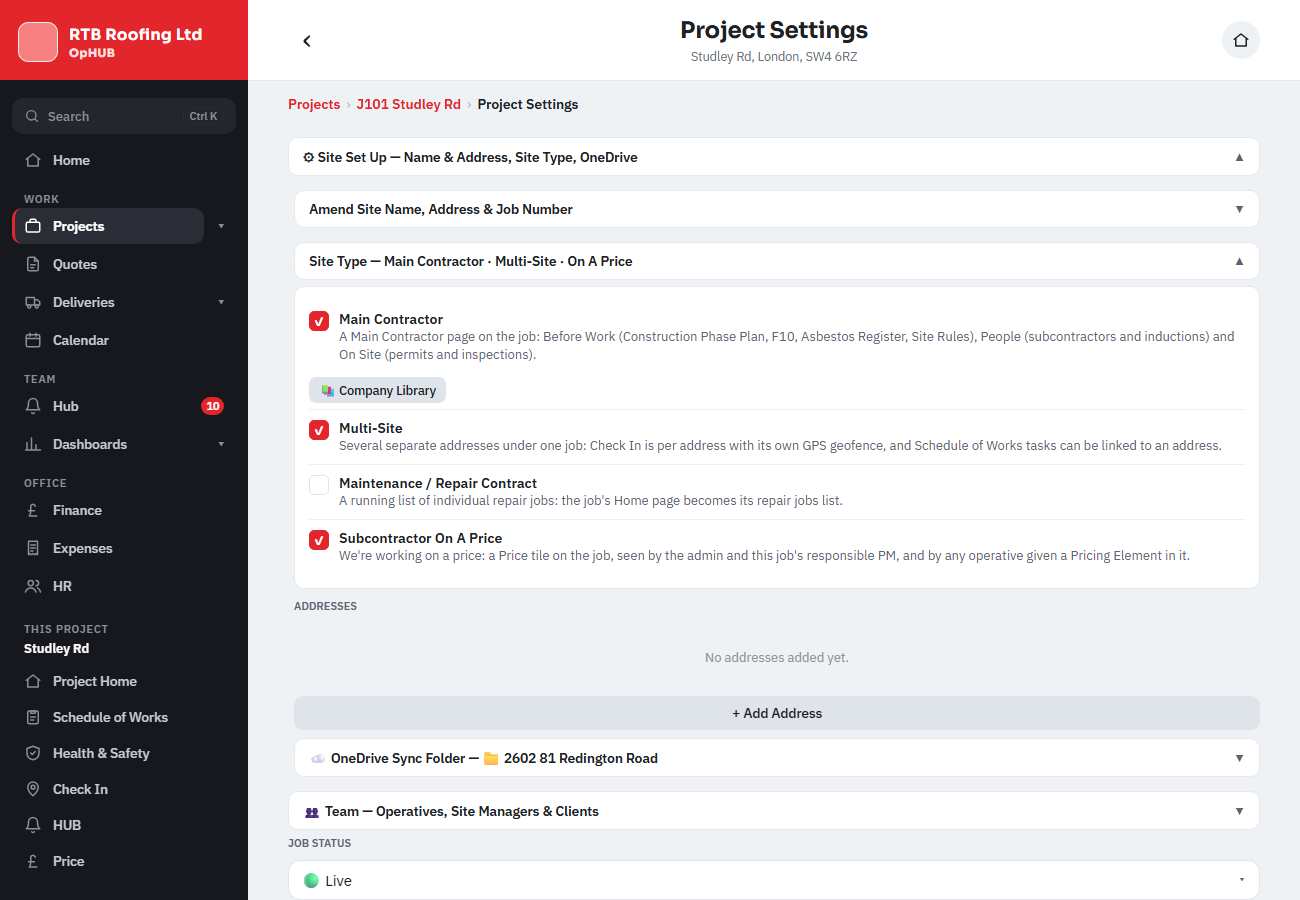 RTB Roofing Ltd
OpHUB
Search
Ctrl K
Home
WORK
Projects
Quotes
Deliveries
Calendar
TEAM
Hub
10
Dashboards
OFFICE
Finance
Expenses
HR
THIS PROJECT
Studley Rd
Project Home
Schedule of Works
Health & Safety
Check In
HUB
Price
Project Settings
Studley Rd, London, SW4 6RZ
Projects › J101 Studley Rd › Project Settings
⚙ Site Set Up — Name & Address, Site Type, OneDrive ▲
Amend Site Name, Address & Job Number ▼
Site Type — Main Contractor · Multi-Site · On A Price ▲
Main Contractor
A Main Contractor page on the job: Before Work (Construction Phase Plan, F10, Asbestos Register, Site Rules), People (subcontractors and inductions) and
On Site (permits and inspections).
Company Library
Multi-Site
Several separate addresses under one job: Check In is per address with its own GPS geofence, and Schedule of Works tasks can be linked to an address.
Maintenance / Repair Contract
A running list of individual repair jobs: the job's Home page becomes its repair jobs list.
Subcontractor On A Price
We're working on a price: a Price tile on the job, seen by the admin and this job's responsible PM, and by any operative given a Pricing Element in it.
ADDRESSES
No addresses added yet.
+ Add Address
OneDrive Sync Folder — 2602 81 Redington Road ▼
Team — Operatives, Site Managers & Clients ▼
JOB STATUS
Live